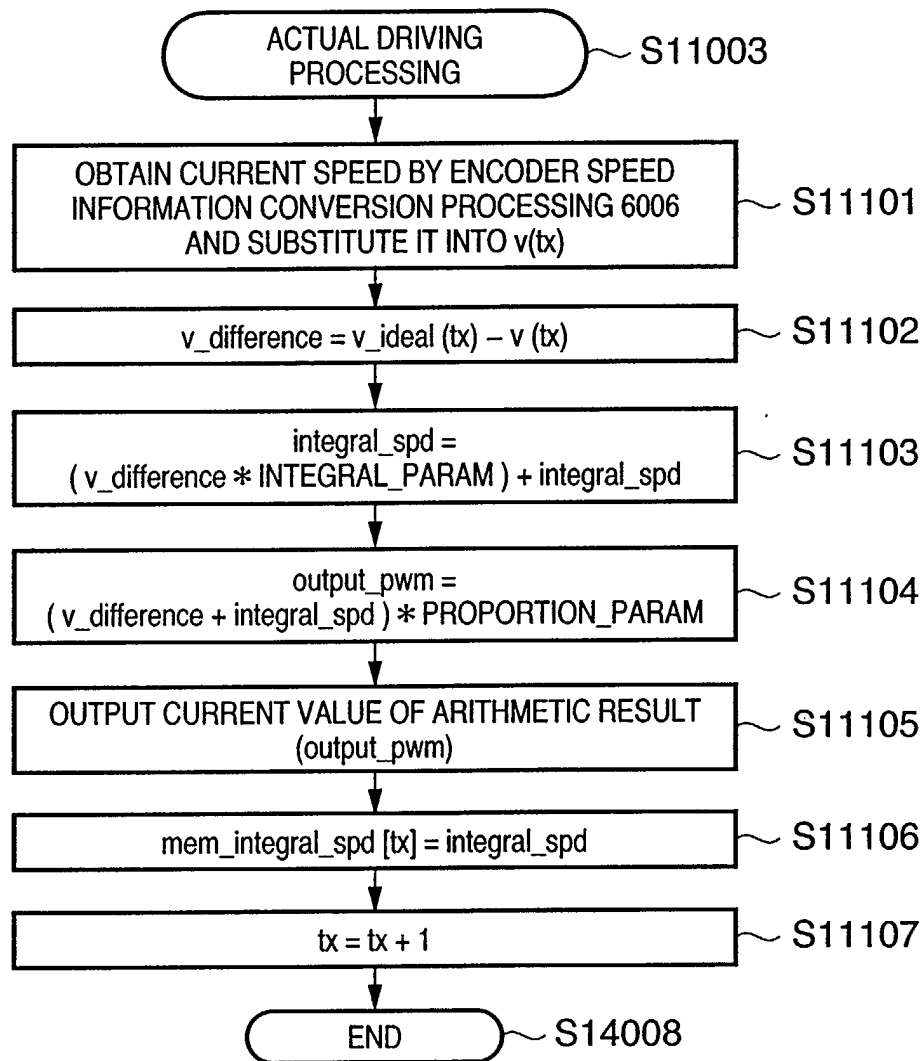 ACTUAL DRIVING
PROCESSING
S11003
OBTAIN CURRENT SPEED BY ENCODER SPEED
INFORMATION CONVERSION PROCESSING 6006
AND SUBSTITUTE IT INTO v(tx)
S11101
v_difference = v_ideal (tx) – v (tx)
S11102
integral_spd =
( v_difference * INTEGRAL_PARAM ) + integral_spd
S11103
output_pwm =
( v_difference + integral_spd ) * PROPORTION_PARAM
S11104
OUTPUT CURRENT VALUE OF ARITHMETIC RESULT
(output_pwm)
S11105
mem_integral_spd [tx] = integral_spd
S11106
tx = tx + 1
S11107
END
S14008